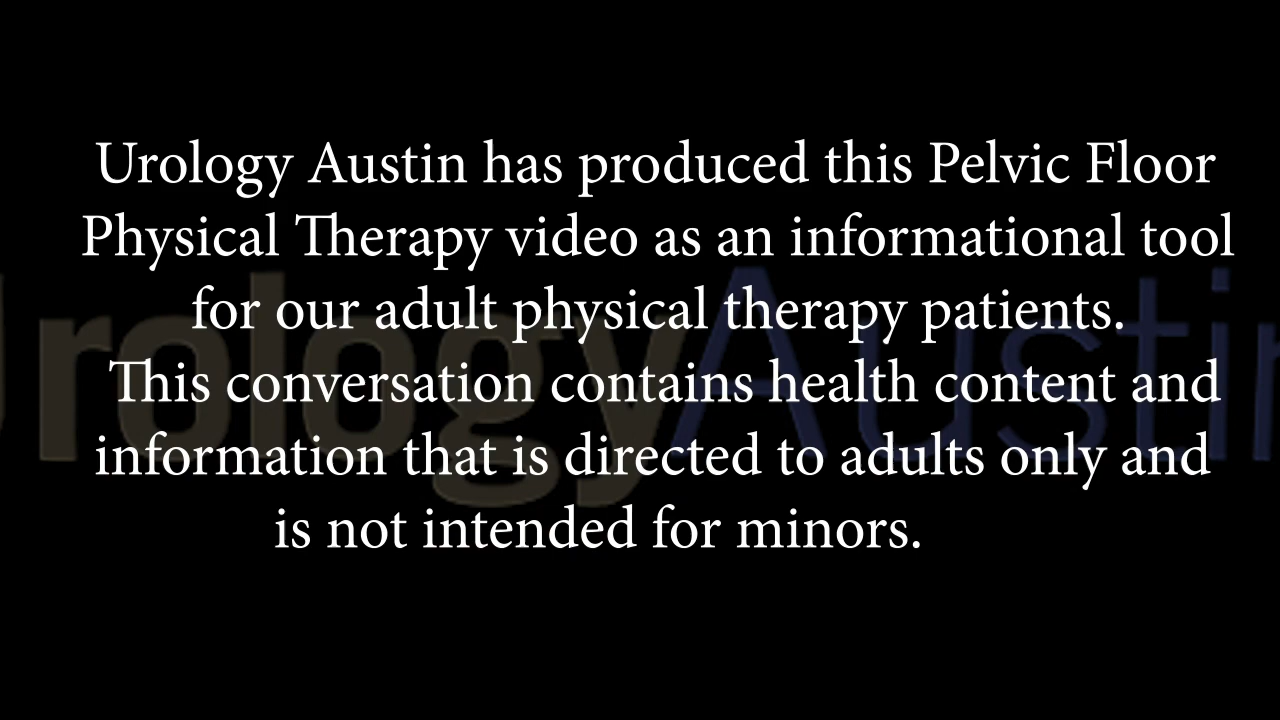 Urology Austin has produced this Pelvic Floor
Physical Therapy video as an informational tool
for our adult physical therapy patients.
This conversation contains health content and
information that is directed to adults only and
is not intended for minors.
Urology Austin